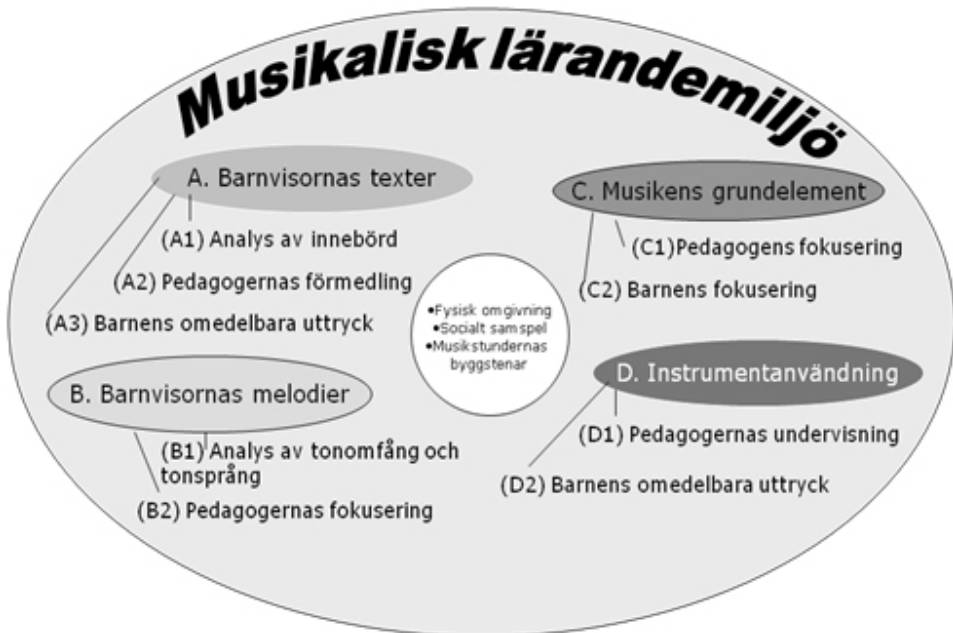 Musikalisk lärandemiljö
A. Barnvisornas texter
(A1) Analys av innebörd
(A2) Pedagogernas förmedling
(A3) Barnens omedelbara uttryck
B. Barnvisornas melodier
(B1) Analys av tonomfång och
tonsprång
(B2) Pedagogernas fokusering
•Fysisk omgivning
•Socialt samspel
•Musikstundernas
byggstenar
C. Musikens grundelement
(C1)Pedagogens fokusering
(C2) Barnens fokusering
D. Instrumentanvändning
(D1) Pedagogernas undervisning
(D2) Barnens omedelbara uttryck